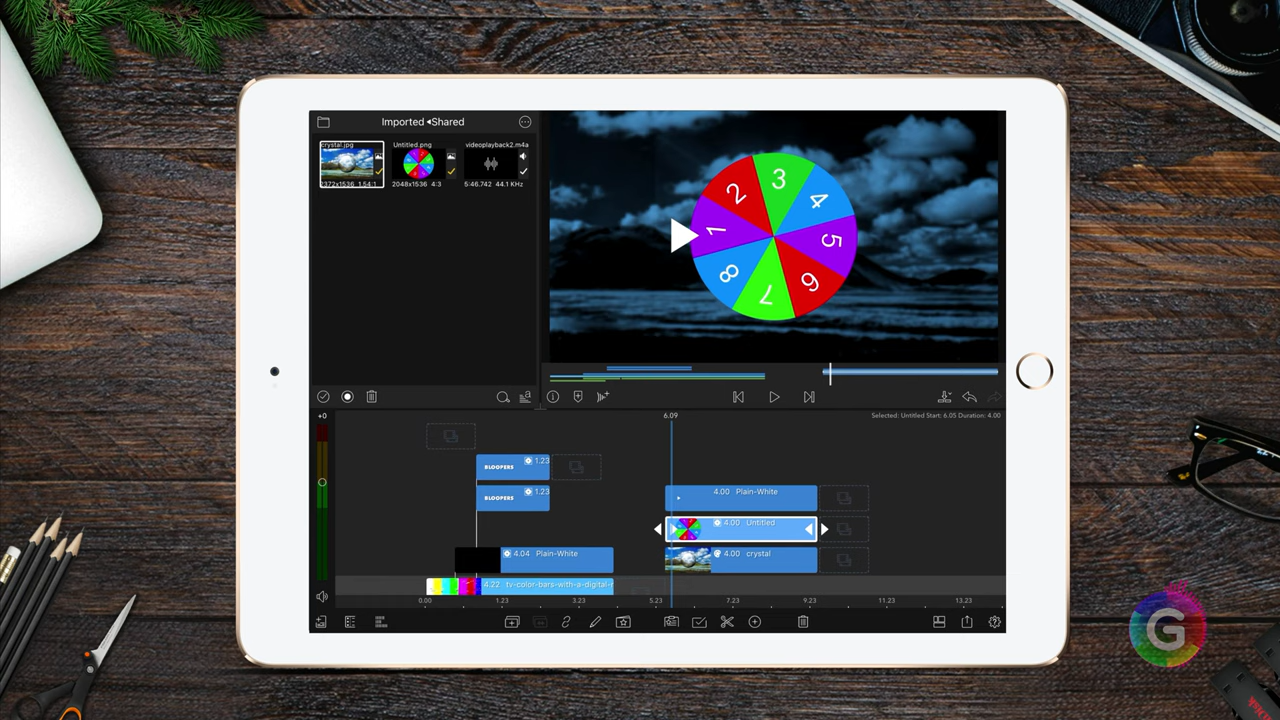 Imported ◂Shared
crystal.jpg
Untitled.png
videoplayback2.m4a
2372x1536 1.54:1
2048x1536 4:3
5:46.742 44.1 KHz
1
2
3
4
5
6
7
8
+0
6.09
Selected: Untitled Start: 6.05 Duration: 4.00
BLOOPERS 1.23
BLOOPERS 1.23
4.00 Plain-White
4.00 Untitled
4.04 Plain-White
4.00 crystal
4.22 tv-color-bars-with-a-digital-r
0.00 1.23 3.23 5.23 7.23 9.23 11.23 13.23
G